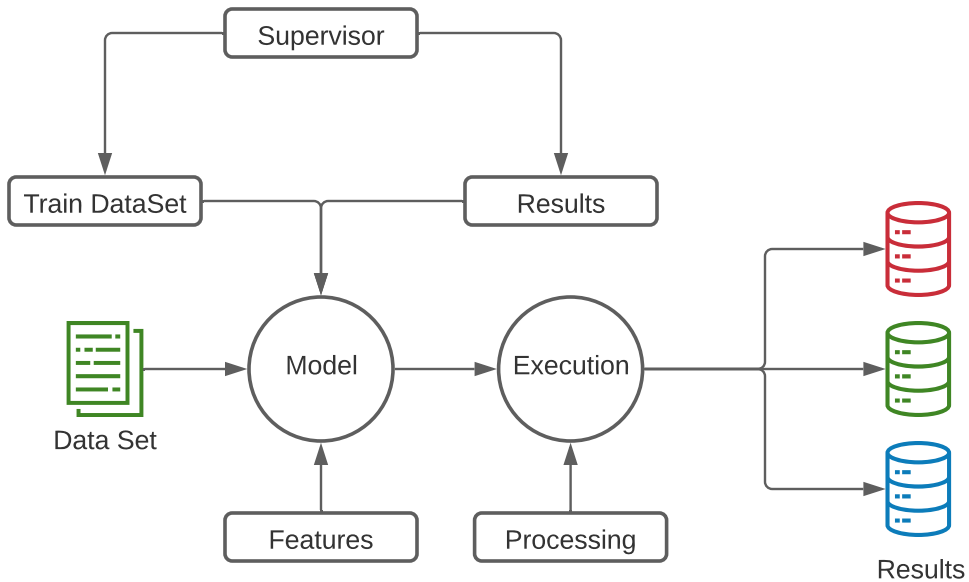 Supervisor
Train DataSet
Results
Model
Execution
Data Set
Features
Processing
Results